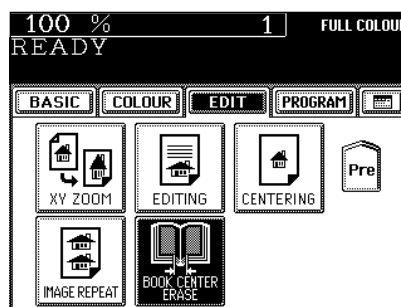 100 % 1 FULL COLOU
READY
BASIC COLOUR EDIT PROGRAM
XY ZOOM EDITING CENTERING Pre
IMAGE REPEAT BOOK CENTER ERASE